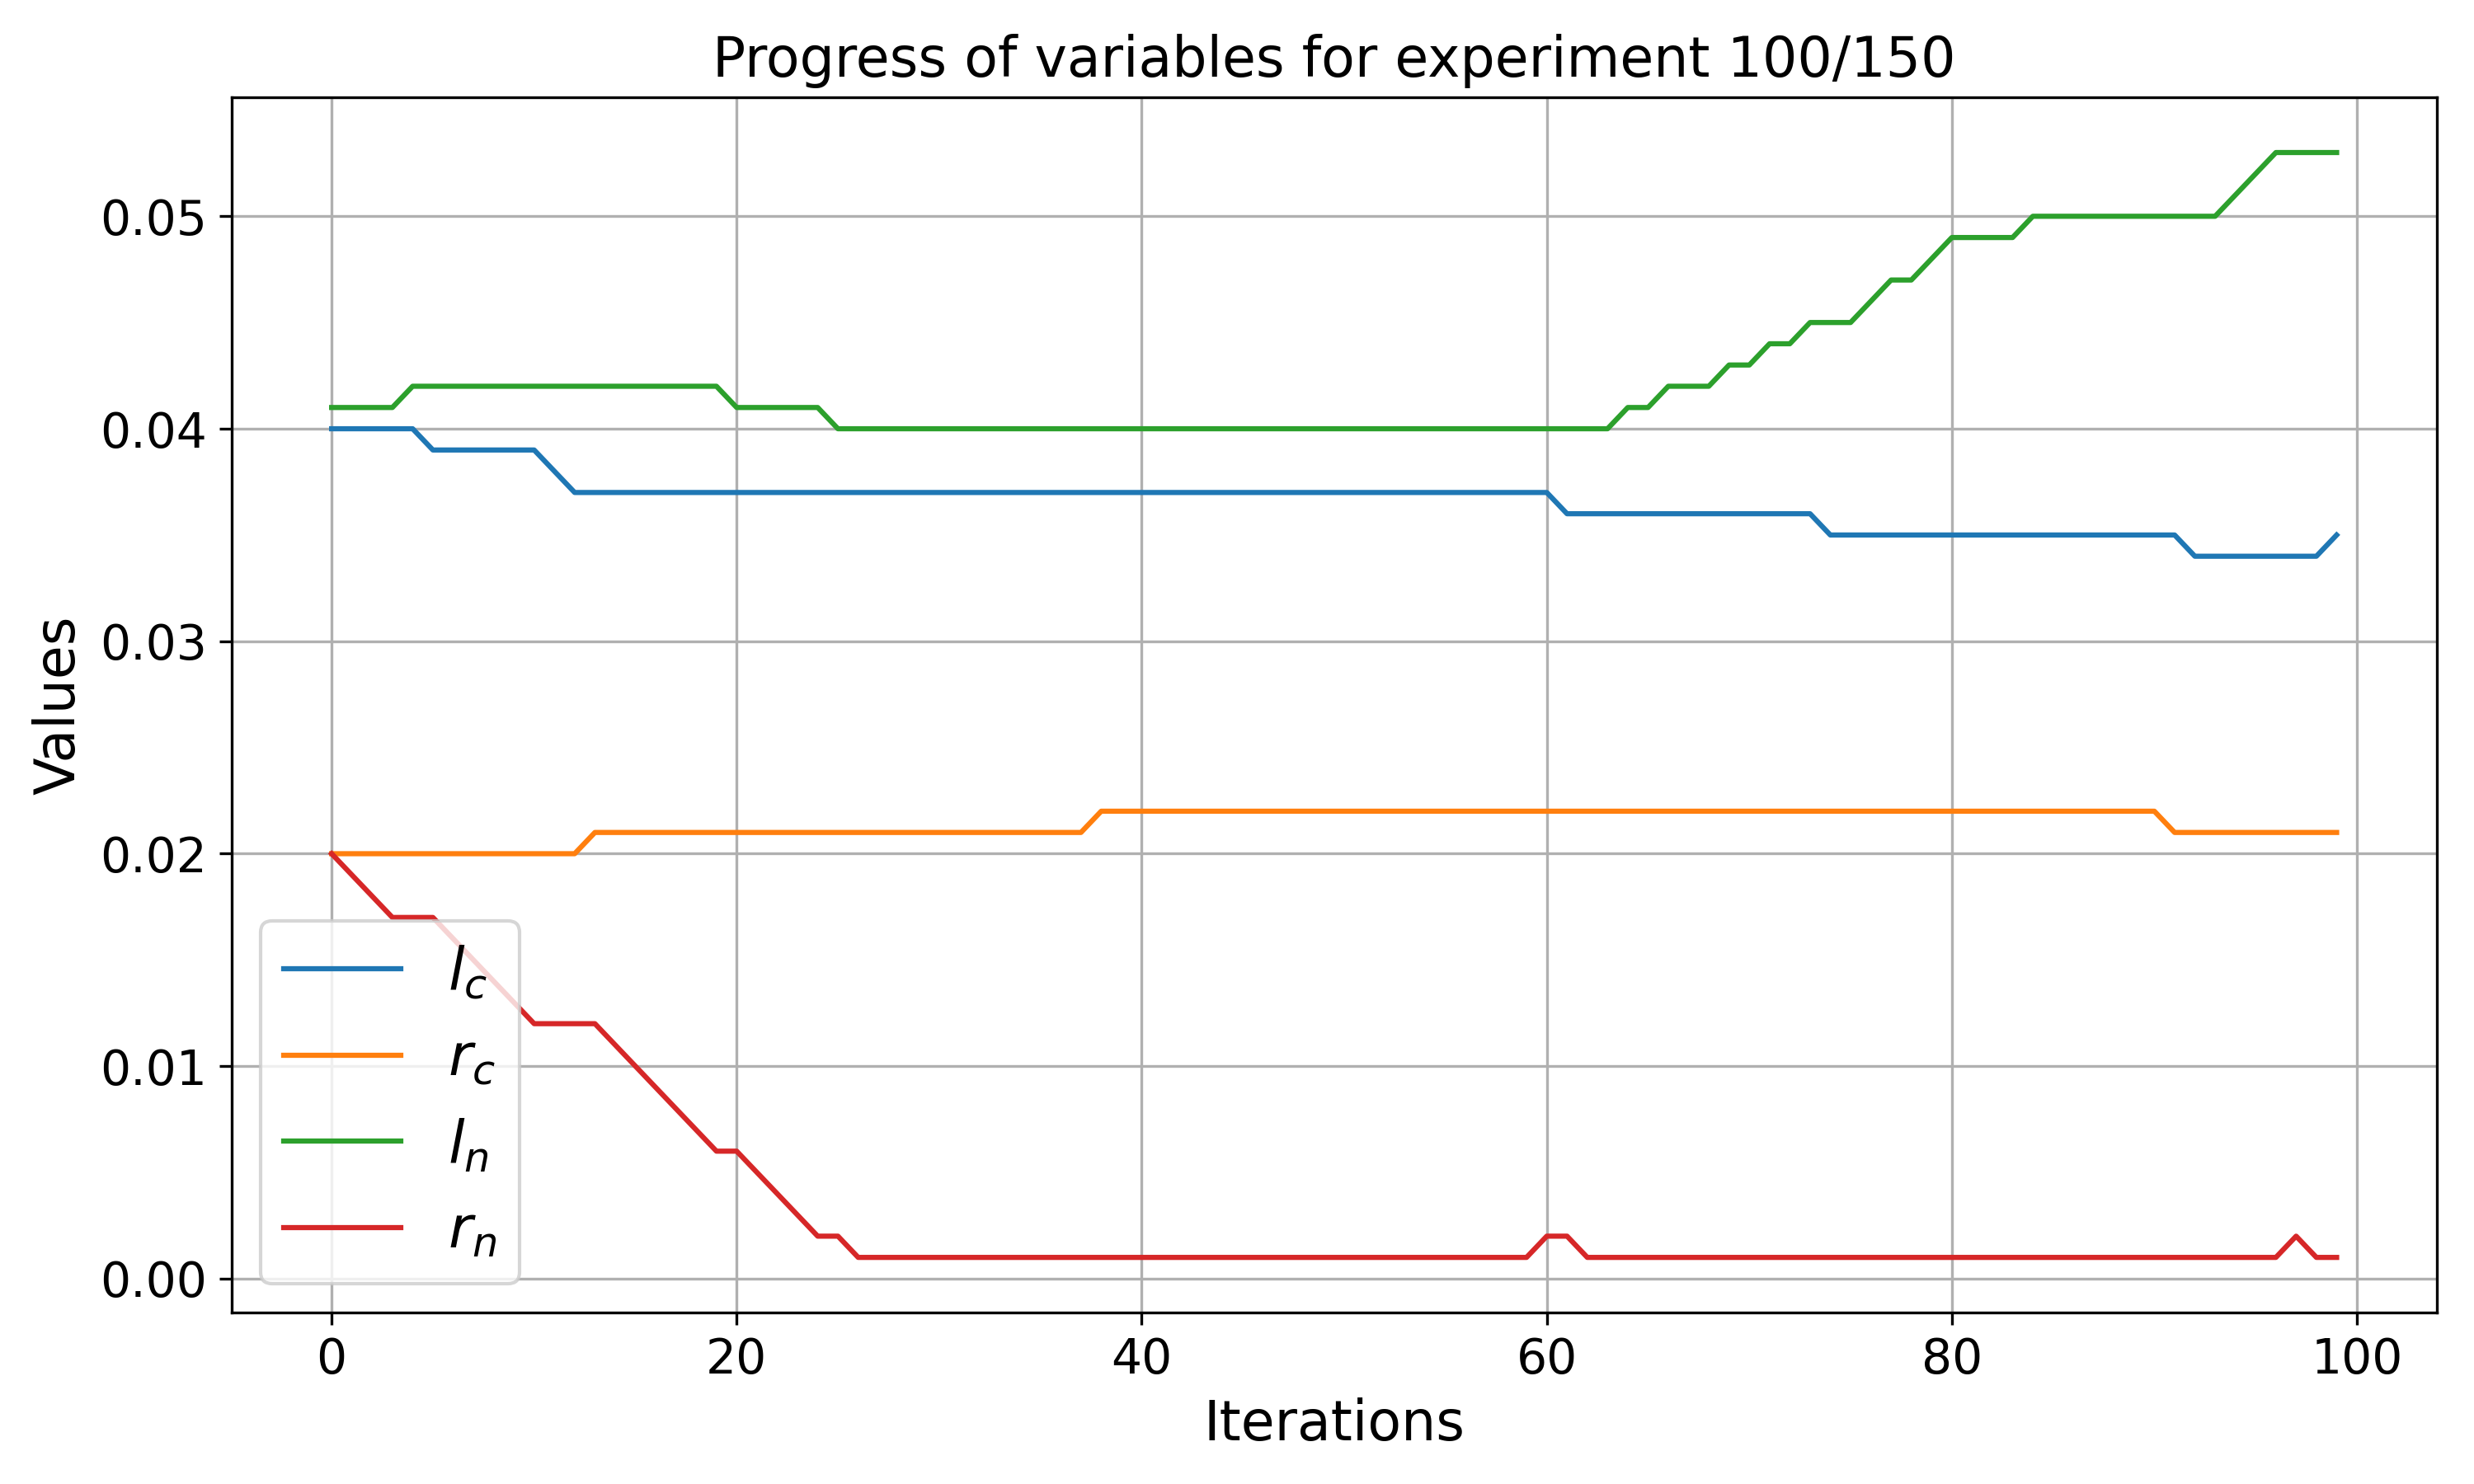 Progress of variables for experiment 100/150
Values
0.05
0.04
0.03
0.02
0.01
0.00
l_c
r_c
l_n
r_n
0 20 40 60 80 100
Iterations